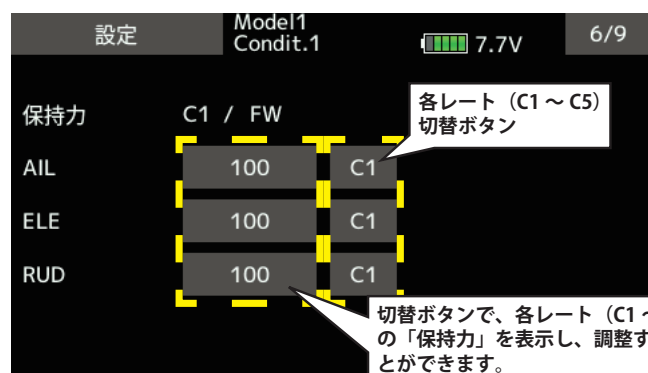 設定
Model1
Condit.1
7.7V
6/9
保持力 C1 / FW
各レート（C1 ～ C5）
切替ボタン
AIL 100 C1
ELE 100 C1
RUD 100 C1
切替ボタンで、各レート（C1 ～
の「保持力」を表示し、調整す
とができます。